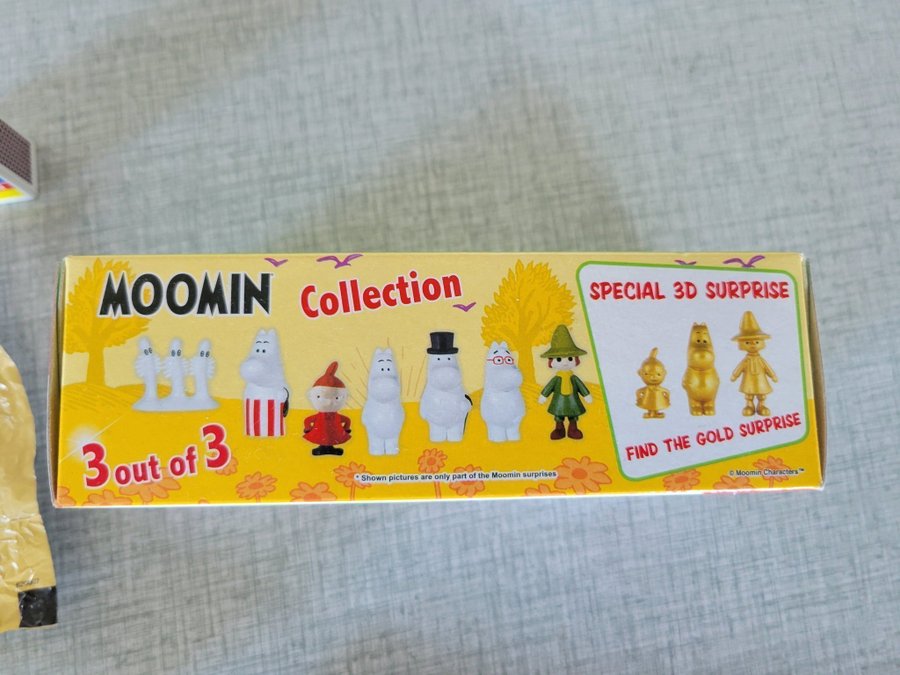 MOOMIN™
Collection
3 out of 3
* Shown pictures are only part of the Moomin surprises
SPECIAL 3D SURPRISE
FIND THE GOLD SURPRISE
© Moomin Characters™